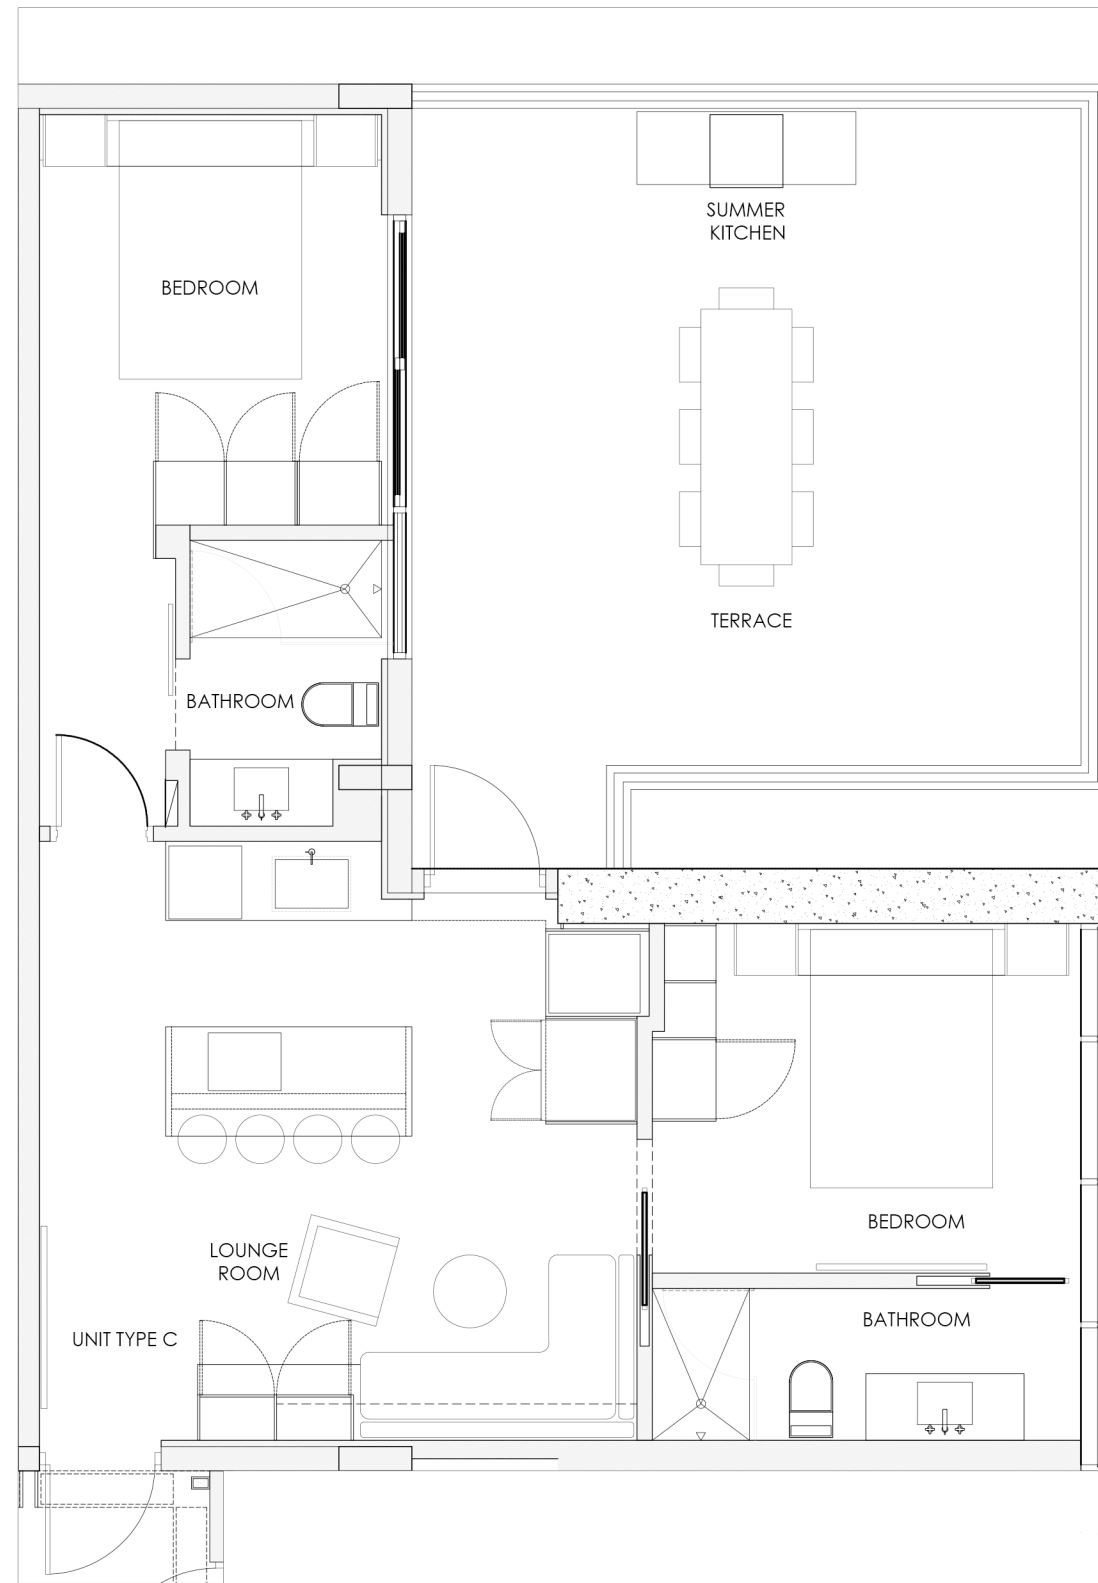 SUMMER
KITCHEN
BEDROOM
TERRACE
BATHROOM
BEDROOM
LOUNGE
ROOM
BATHROOM
UNIT TYPE C